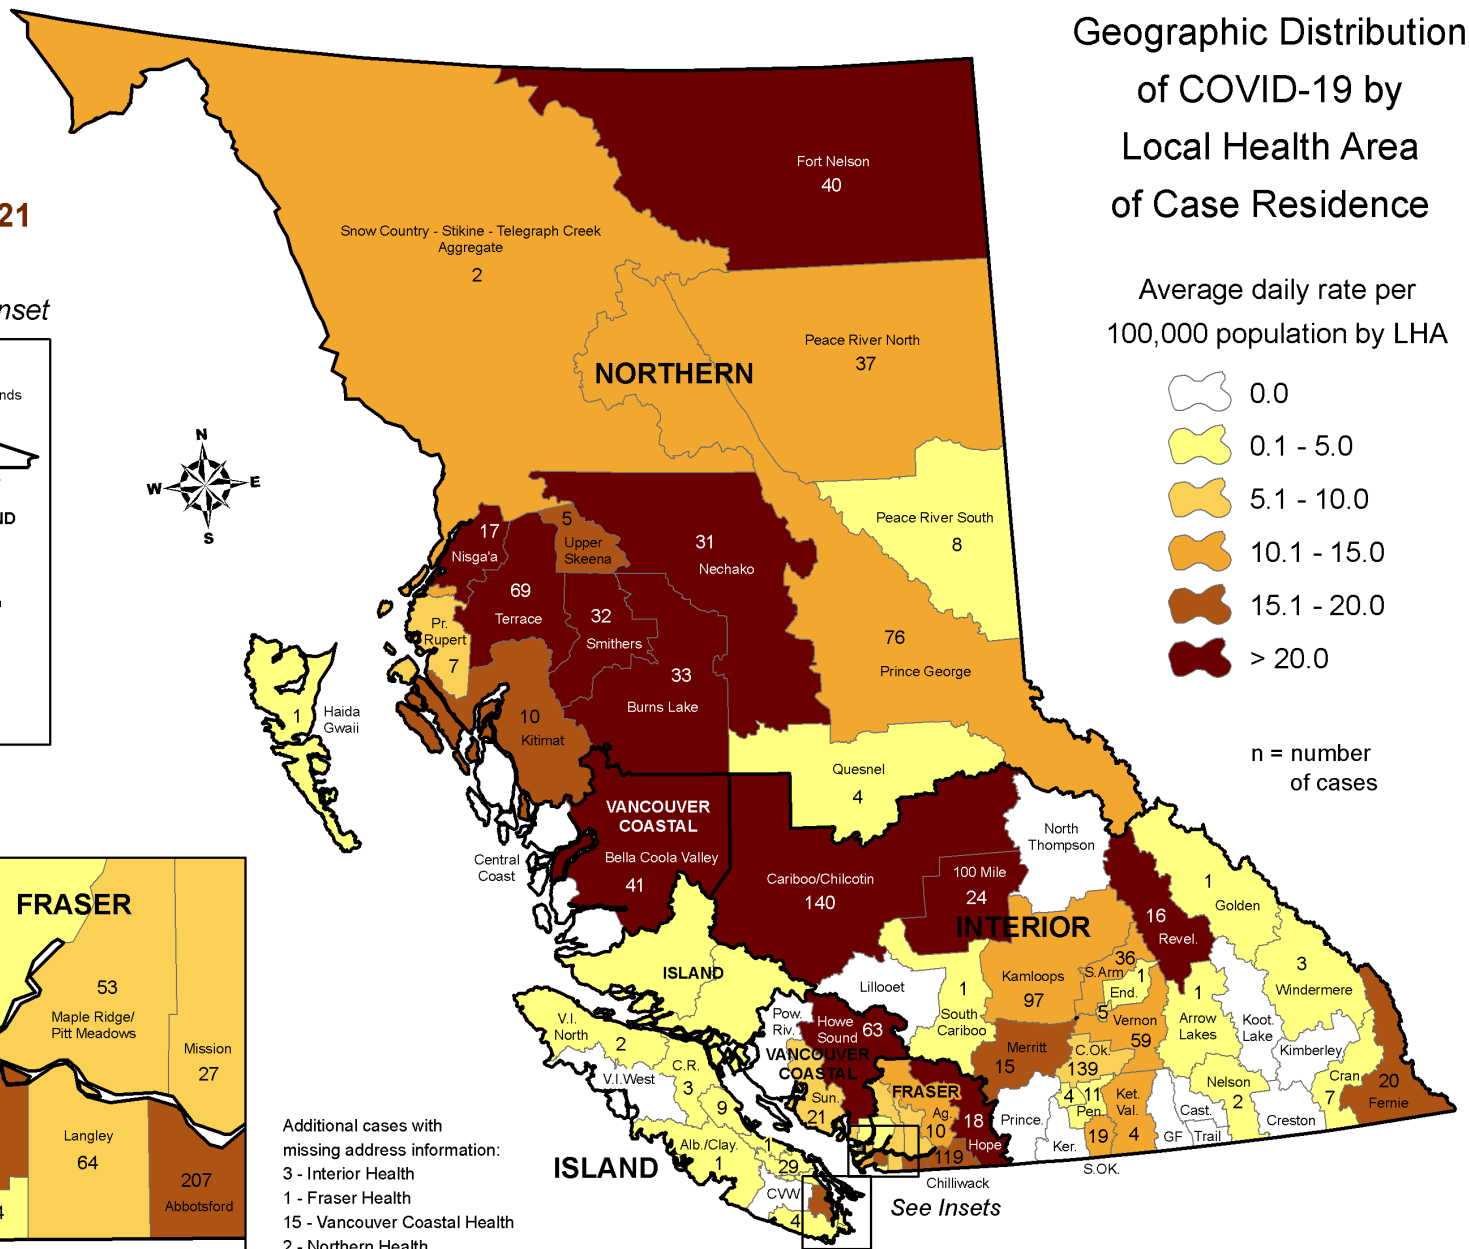 Geographic Distribution
of COVID-19 by
Local Health Area
of Case Residence
21
nset
nds
ND
Average daily rate per
100,000 population by LHA
0.0
0.1 - 5.0
5.1 - 10.0
10.1 - 15.0
15.1 - 20.0
> 20.0
n = number
of cases
N
W
E
S
Fort Nelson
40
Snow Country - Stikine - Telegraph Creek
Aggregate
2
Peace River North
37
NORTHERN
Peace River South
8
17
Nisga'a
5
Upper
Skeena
31
Nechako
69
Terrace
32
Smithers
Pr.
Rupert
7
76
Prince George
33
Burns Lake
10
Kitimat
1
Haida
Gwaii
Quesnel
4
VANCOUVER
COASTAL
Bella Coola Valley
41
Central
Coast
Cariboo/Chilcotin
140
100 Mile
24
North
Thompson
INTERIOR
1
Golden
16
Revel.
3
Windermere
ISLAND
Lillooet
1
South
Cariboo
Kamloops
97
36
S.Arm
1
End.
5
Vernon
59
1
Arrow
Lakes
Koot.
Lake
Kimberley
Cran
7
20
Fernie
V.I.
North
2
V.I.West
C.R.
3
9
Pow.
Riv.
Howe
Sound
63
VANCOUVER
COASTAL
Sun.
21
FRASER
Ag.
10
18
Hope
119
Chilliwack
Merritt
15
C.Ok.
139
4
11
Pen.
Ket.
Val.
4
19
S.OK.
Prince.
Ker.
GF
Cast.
Trail
Nelson
2
Creston
Alb./Clay.
1
1
29
CVW
4
ISLAND
See Insets
FRASER
53
Maple Ridge/
Pitt Meadows
Mission
27
Langley
64
207
Abbotsford
4
Additional cases with
missing address information:
3 - Interior Health
1 - Fraser Health
15 - Vancouver Coastal Health
2 - Northern Health